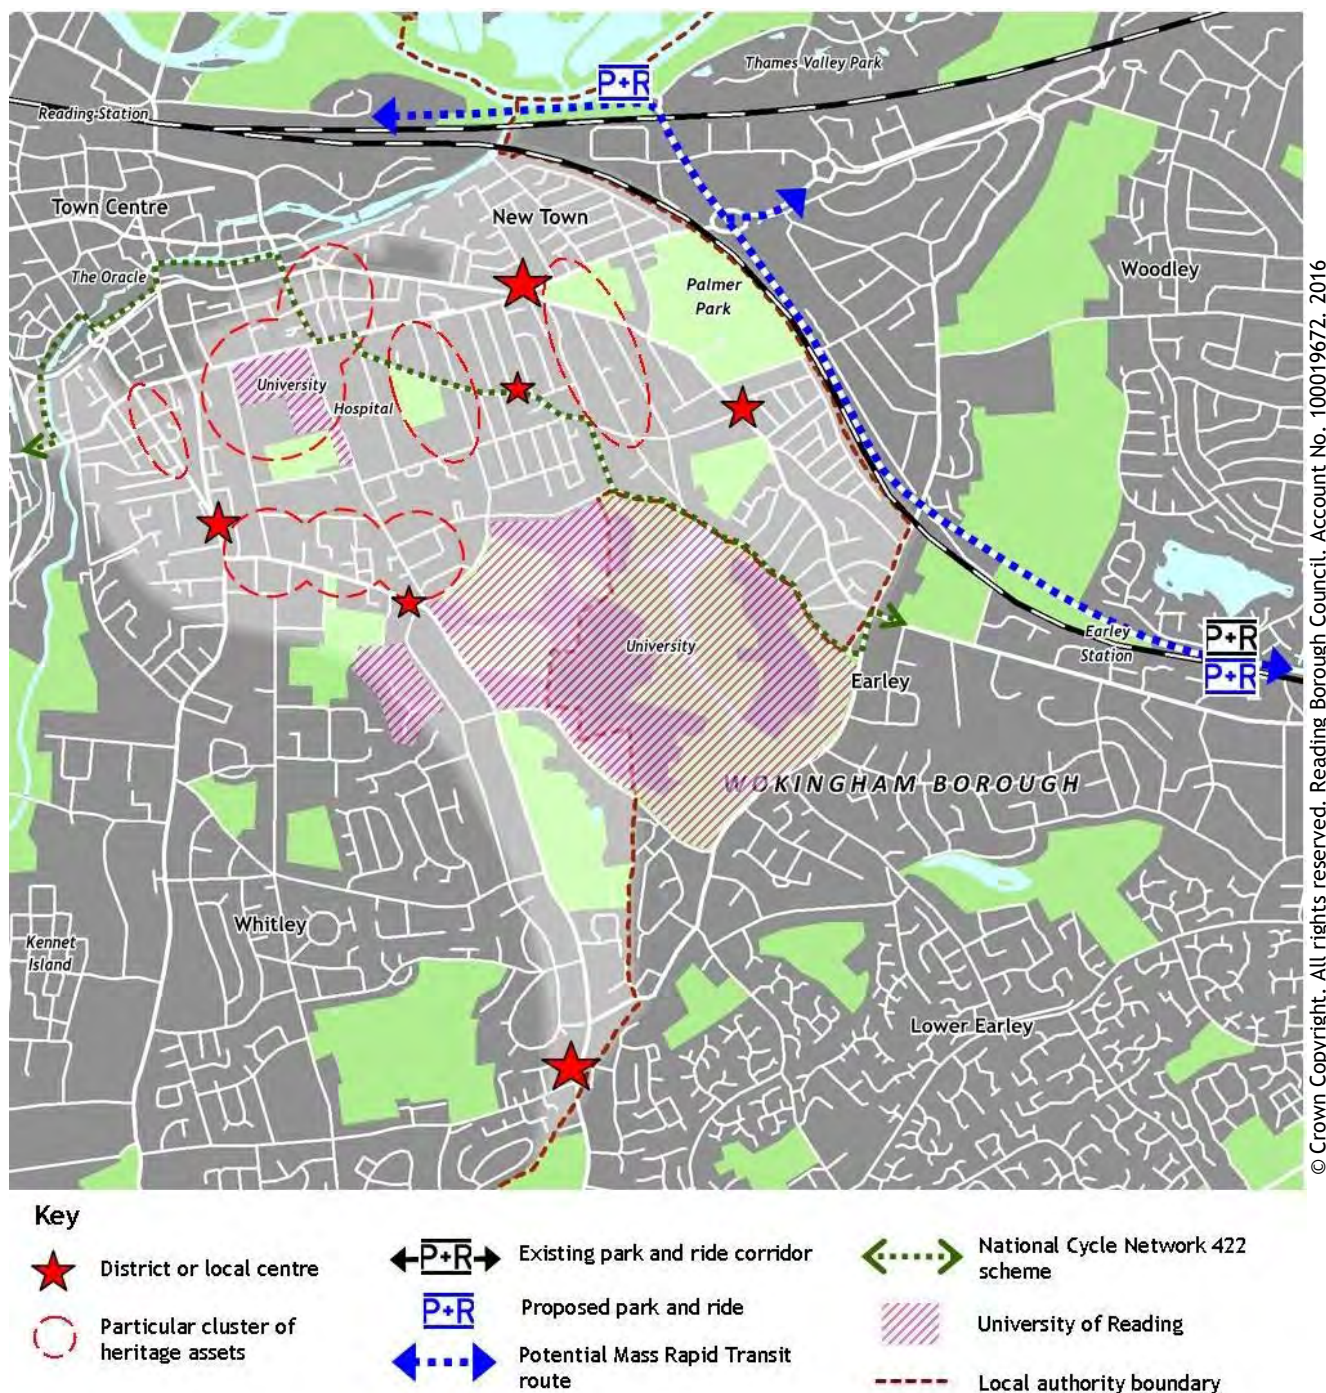 P+R
Thames Valley Park
Reading Station
Town Centre
New Town
The Oracle
Palmer
Park
Woodley
University
Hospital
University
Earley
Station
P+R
P+R
Earley
WOKINGHAM BOROUGH
Whitley
Kennet
Island
Lower Earley
© Crown Copyright. All rights reserved. Reading Borough Council. Account No. 100019672. 2016
Key
District or local centre
Particular cluster of
heritage assets
P+R
Existing park and ride corridor
P+R
Proposed park and ride
Potential Mass Rapid Transit
route
National Cycle Network 422
scheme
University of Reading
Local authority boundary